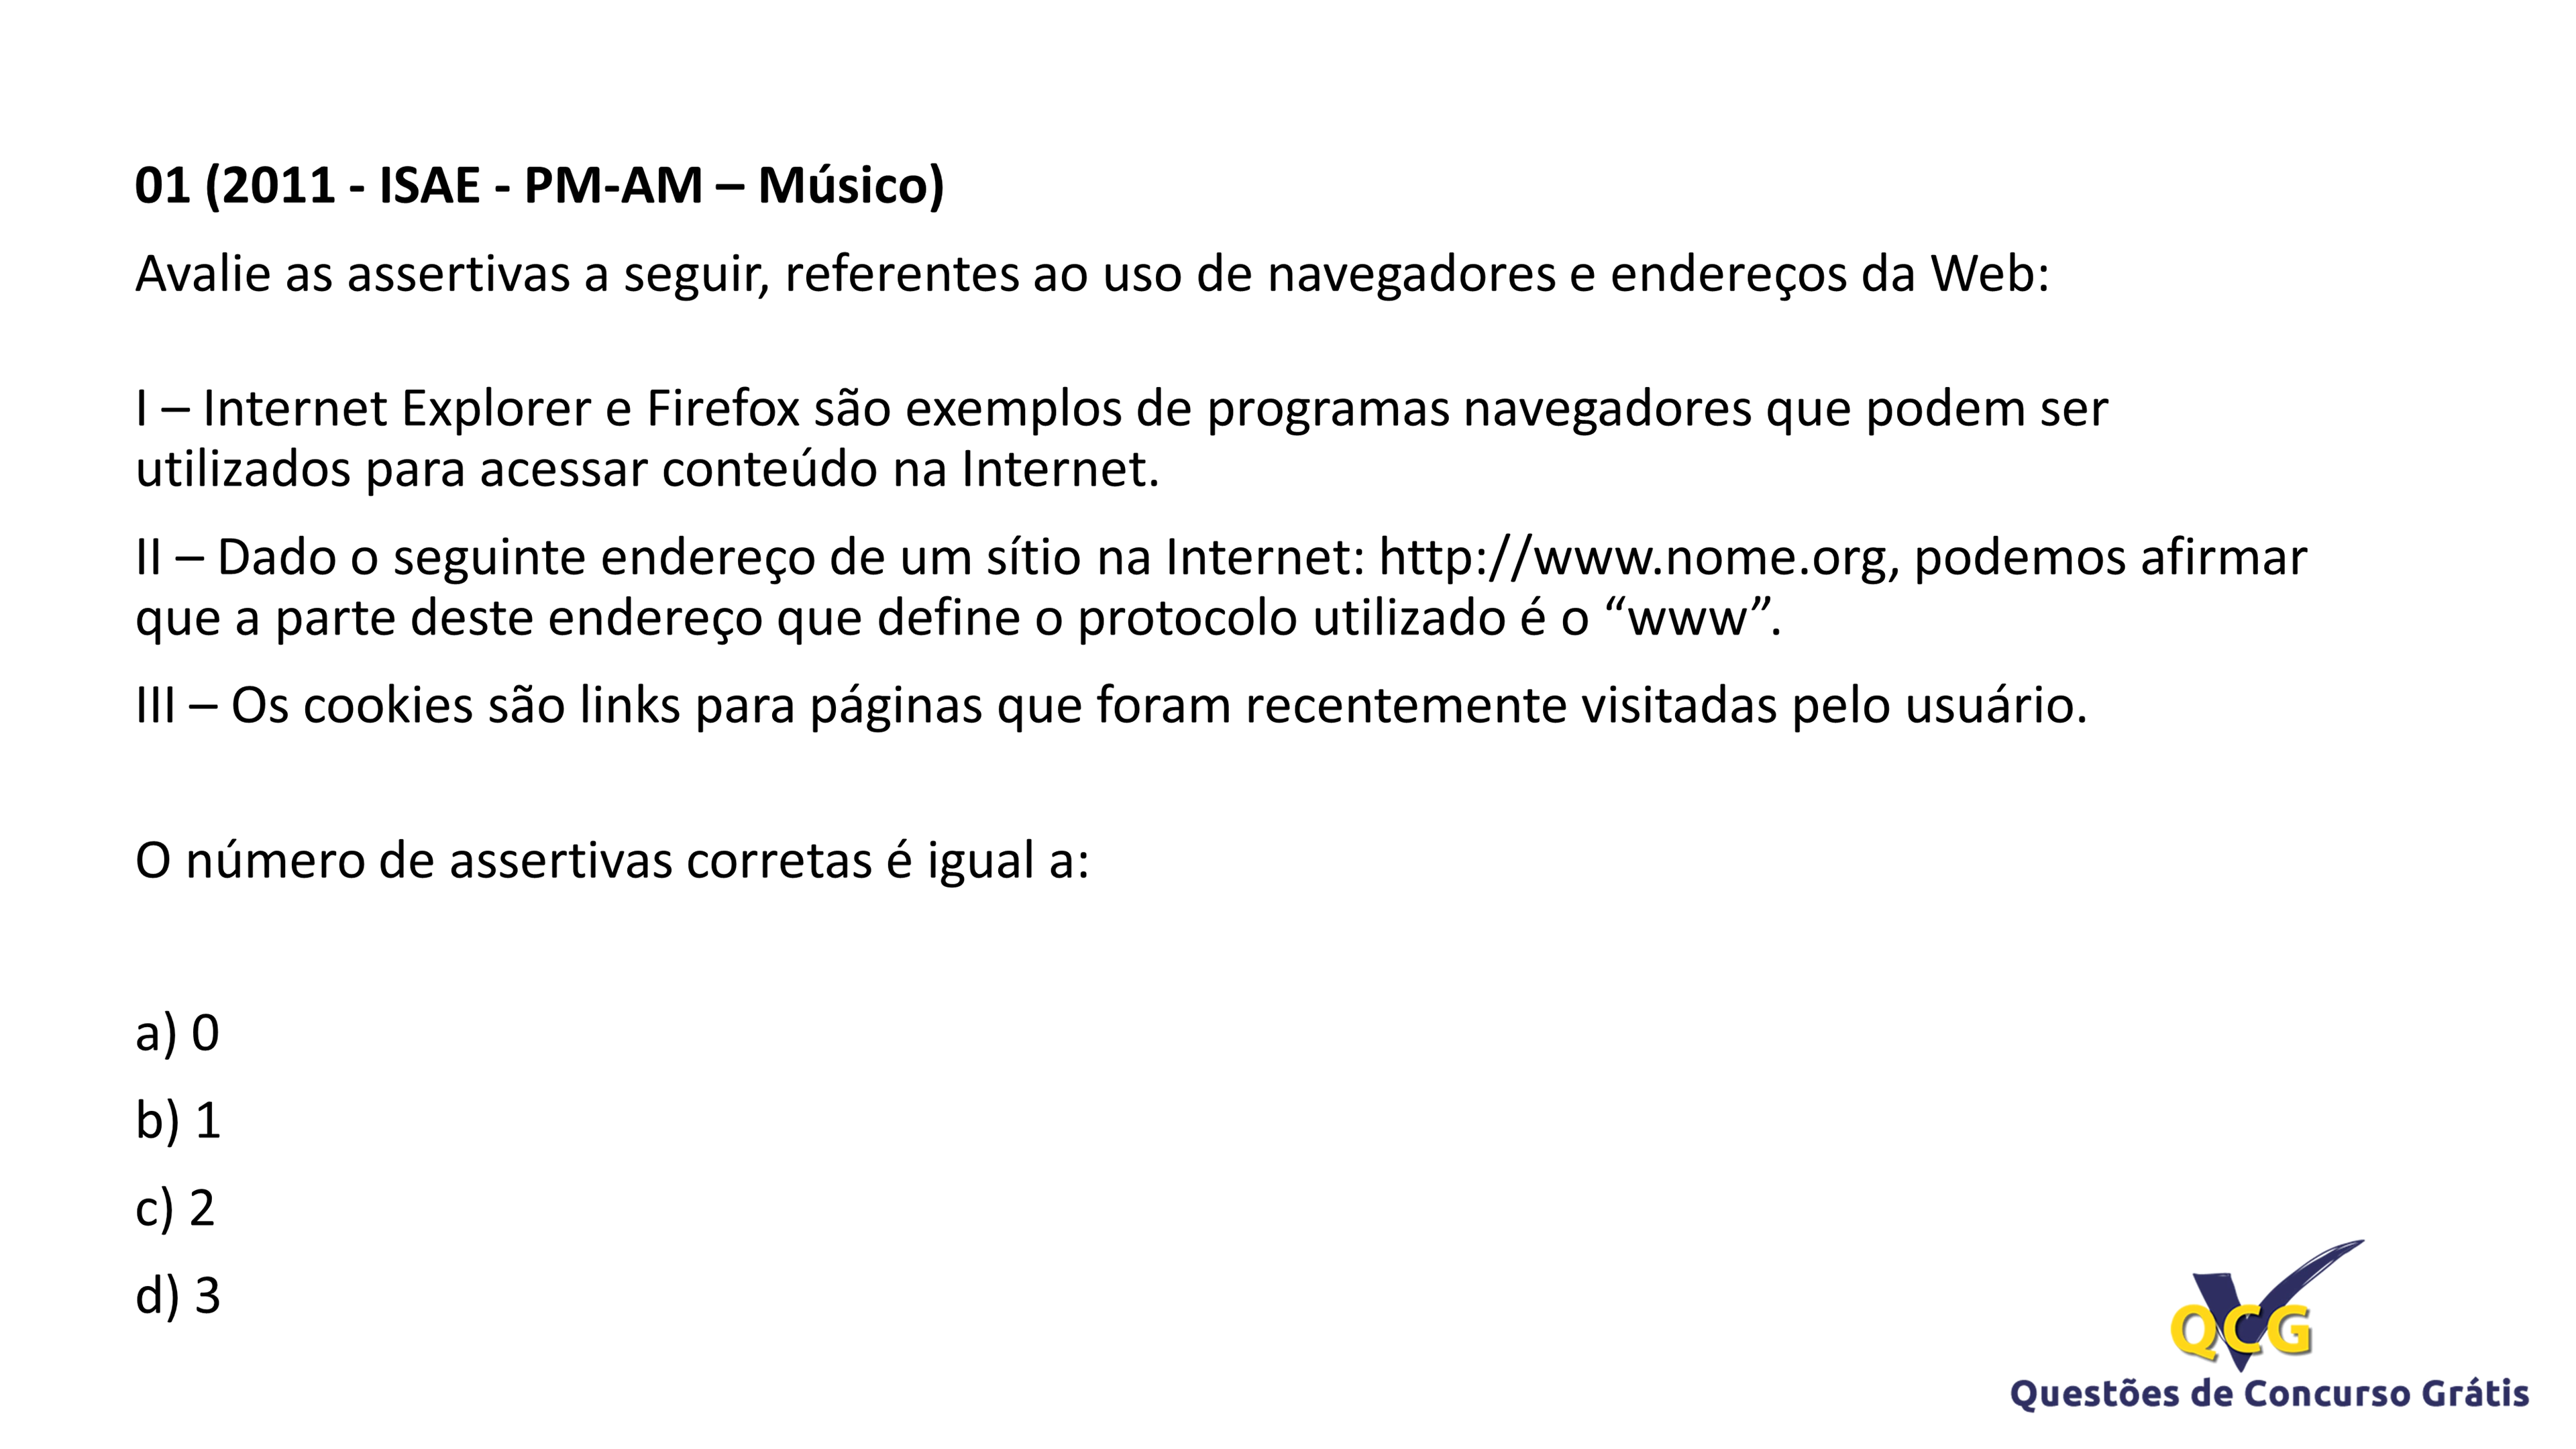 01 (2011 - ISAE - PM-AM – Músico)
Avalie as assertivas a seguir, referentes ao uso de navegadores e endereços da Web:
I – Internet Explorer e Firefox são exemplos de programas navegadores que podem ser
utilizados para acessar conteúdo na Internet.
II – Dado o seguinte endereço de um sítio na Internet: http://www.nome.org, podemos afirmar
que a parte deste endereço que define o protocolo utilizado é o “www”.
III – Os cookies são links para páginas que foram recentemente visitadas pelo usuário.
O número de assertivas corretas é igual a:
a) 0
b) 1
c) 2
d) 3
QCG
Questões de Concurso Grátis